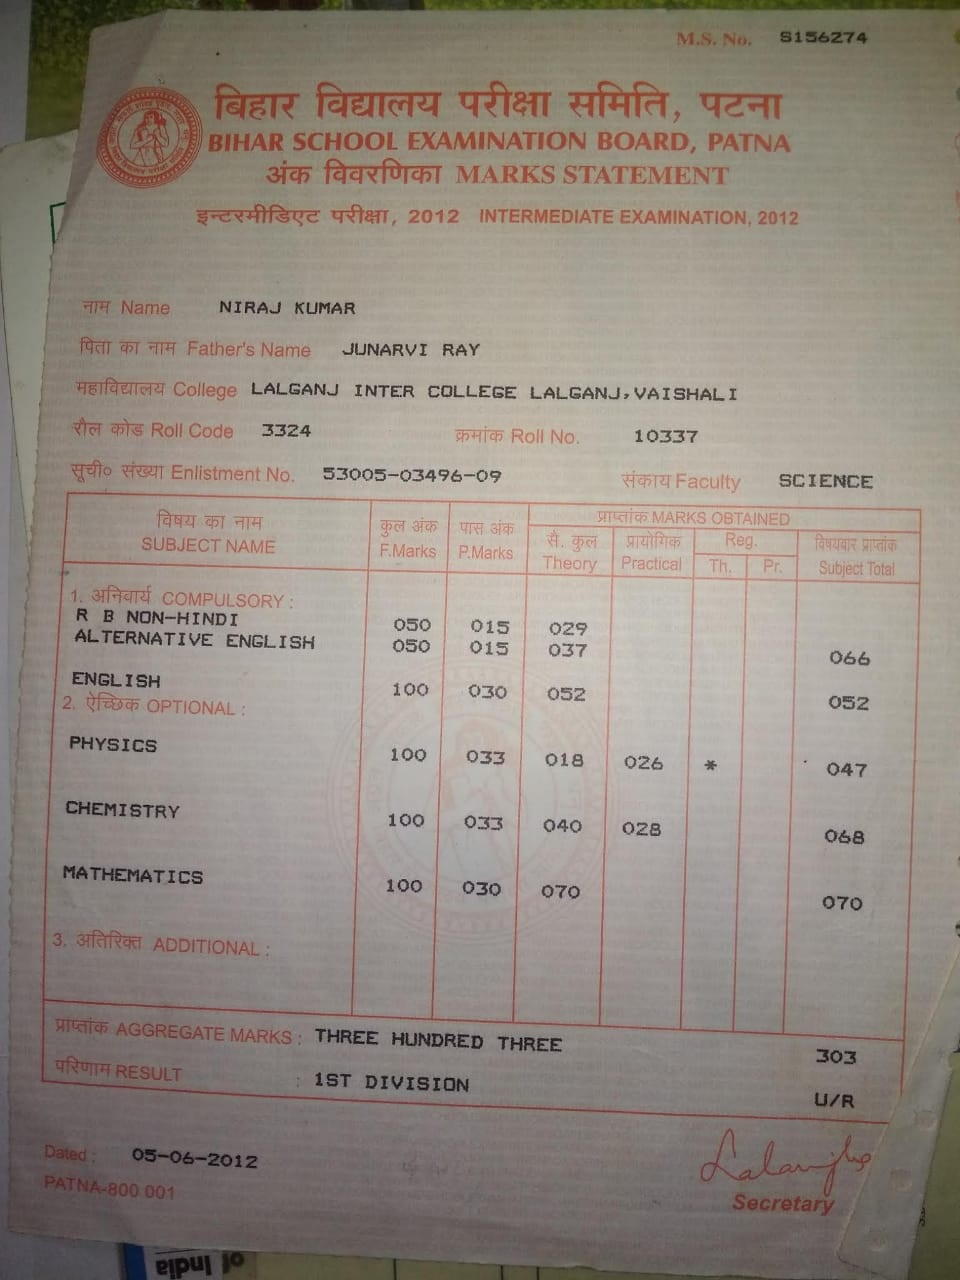 M.S. No. S156274
बिहार विद्यालय परीक्षा समिति, पटना
BIHAR SCHOOL EXAMINATION BOARD, PATNA
अंक विवरणिका MARKS STATEMENT
इन्टरमीडिएट परीक्षा, 2012 INTERMEDIATE EXAMINATION, 2012
नाम Name NIRAJ KUMAR
पिता का नाम Father's Name JUNARVI RAY
महाविद्यालय College LALGANJ INTER COLLEGE LALGANJ,VAISHALI
रौल कोड Roll Code 3324 क्रमांक Roll No. 10337
सूची० संख्या Enlistment No. 53005-03496-09 संकाय Faculty SCIENCE
विषय का नाम कुल अंक पास अंक प्राप्तांक MARKS OBTAINED
SUBJECT NAME F.Marks P.Marks सै. कुल प्रायोगिक Reg. विषयवार प्राप्तांक
Theory Practical Th. Pr. Subject Total
1. अनिवार्य COMPULSORY :
R B NON-HINDI 050 015 029
ALTERNATIVE ENGLISH 050 015 037 066
ENGLISH 100 030 052 052
2. ऐच्छिक OPTIONAL :
PHYSICS 100 033 018 026 * 047
CHEMISTRY 100 033 040 028 068
MATHEMATICS 100 030 070 070
3. अतिरिक्त ADDITIONAL :
प्राप्तांक AGGREGATE MARKS : THREE HUNDRED THREE 303
परिणाम RESULT : 1ST DIVISION U/R
Dated : 05-06-2012
PATNA-800 001
Secretary
of India